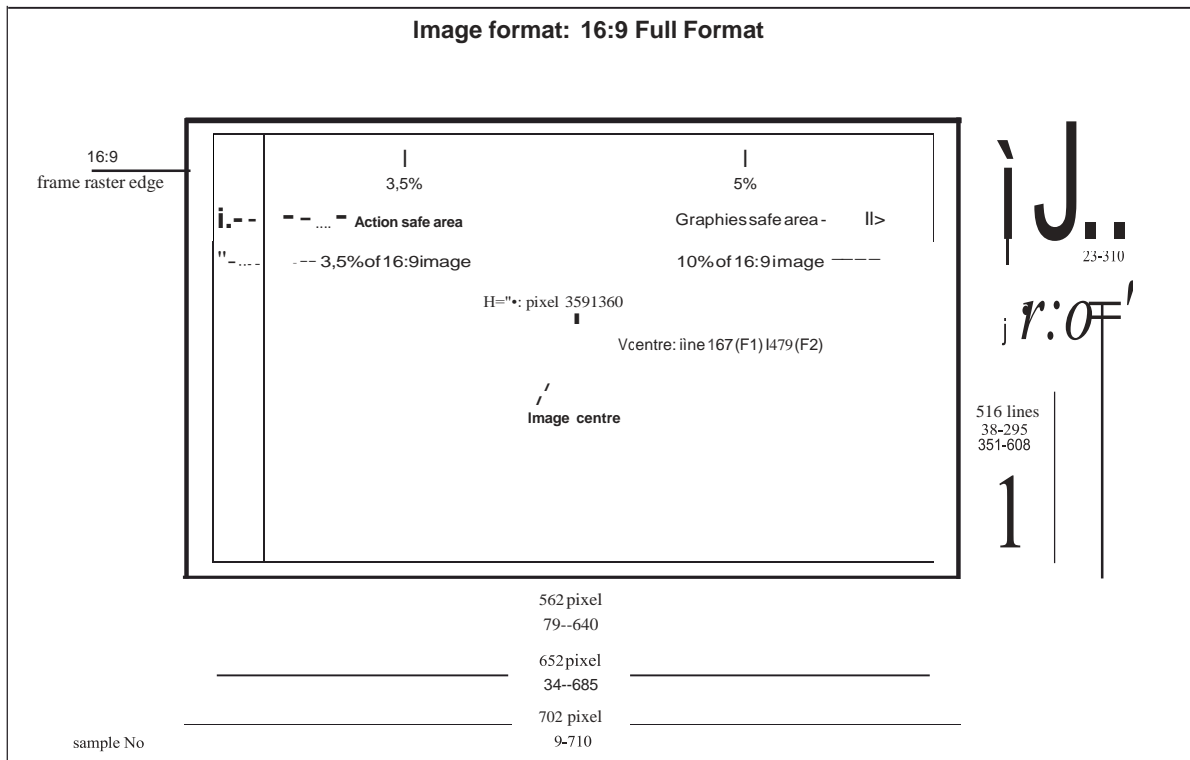 Image format: 16:9 Full Format
16:9
frame raster edge
3,5%
5%
Action safe area
Graphies safe area -
3,5% of 16:9 image
10% of 16:9 image
23-310
H="•: pixel 3591360
Vcentre: iine 167 (F1) I479 (F2)
Image centre
516 lines
38-295
351-608
562 pixel
79--640
652 pixel
34--685
702 pixel
9-710
sample No